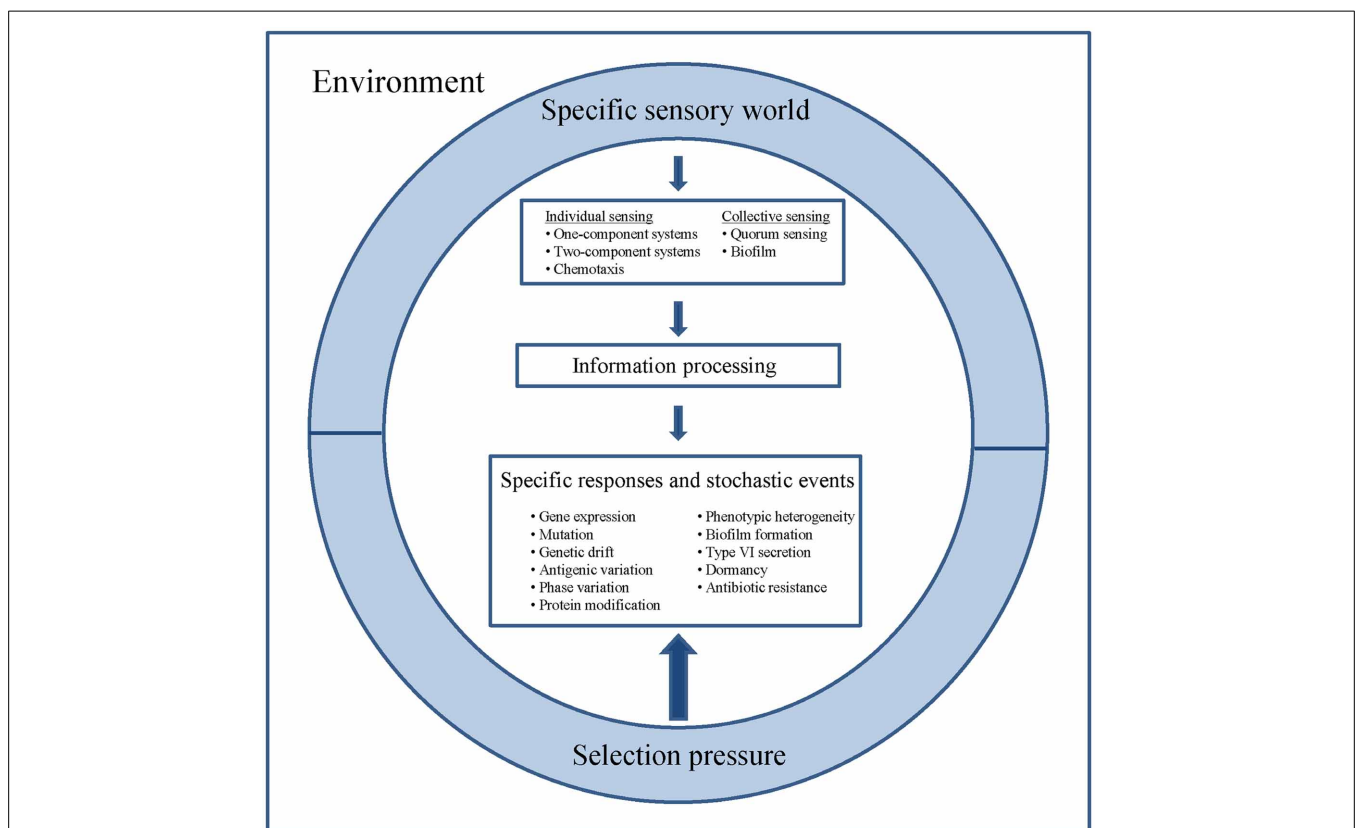 Environment
Specific sensory world
Individual sensing
• One-component systems
• Two-component systems
• Chemotaxis
Collective sensing
• Quorum sensing
• Biofilm
Information processing
Specific responses and stochastic events
• Gene expression
• Mutation
• Genetic drift
• Antigenic variation
• Phase variation
• Protein modification
• Phenotypic heterogeneity
• Biofilm formation
• Type VI secretion
• Dormancy
• Antibiotic resistance
Selection pressure